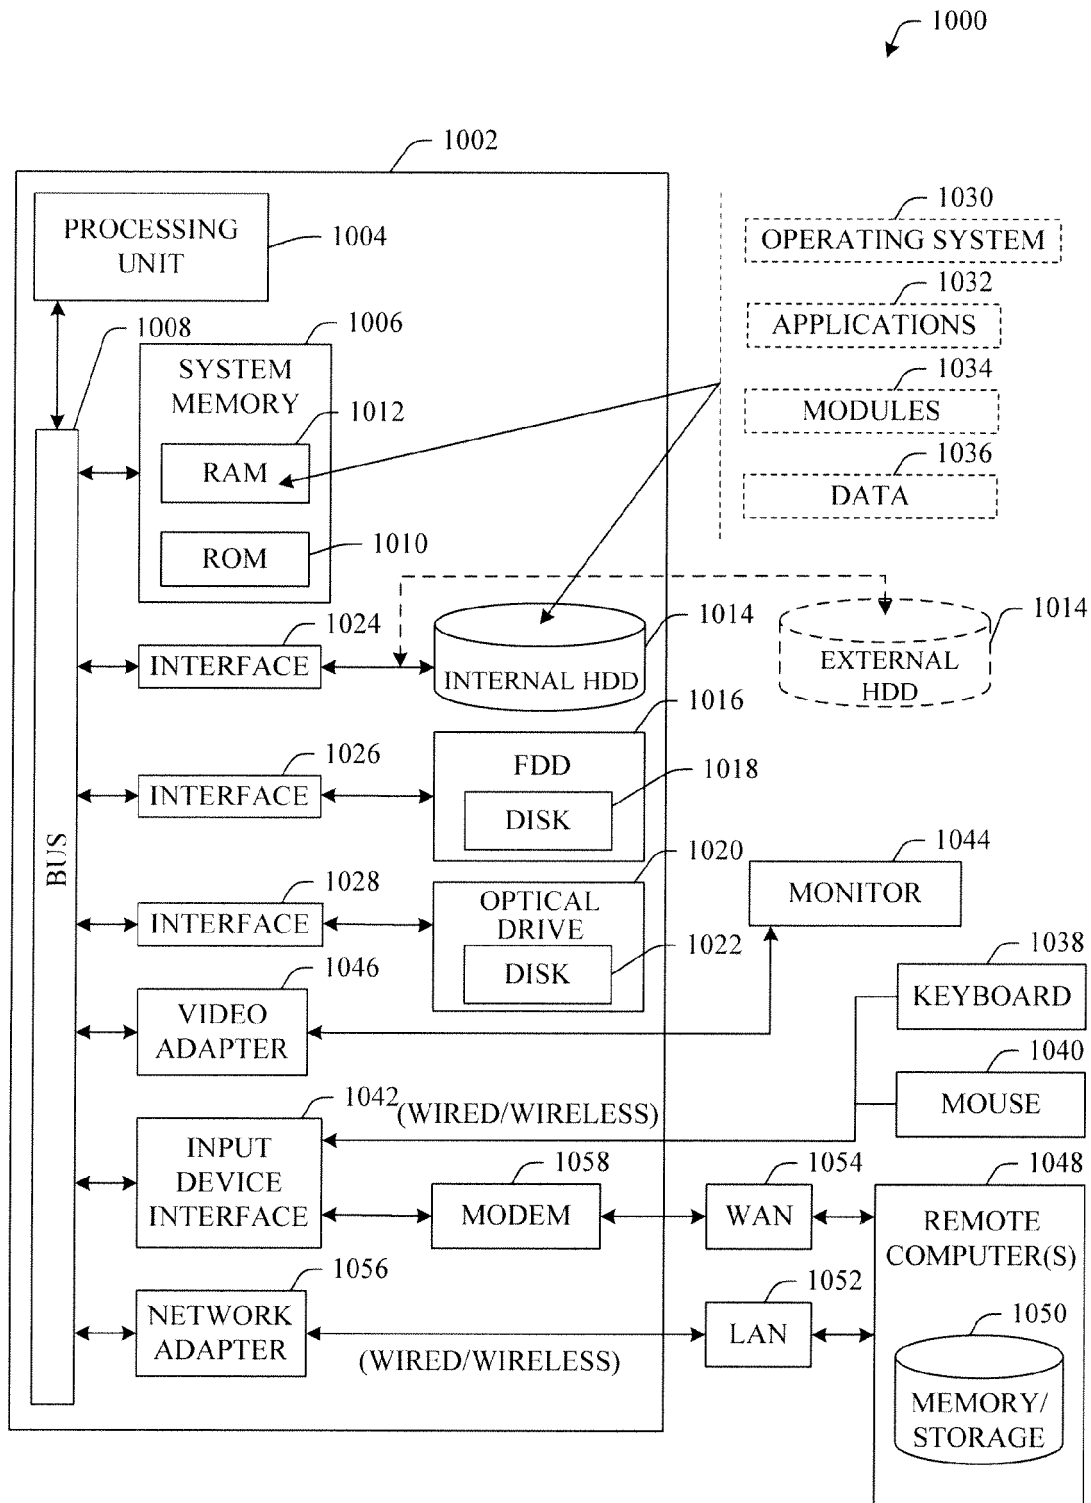 1000
1002
PROCESSING
UNIT
1004
1030
OPERATING SYSTEM
1032
APPLICATIONS
1034
MODULES
1036
DATA
1008
1006
SYSTEM
MEMORY
1012
RAM
1010
ROM
BUS
1024
INTERFACE
1014
INTERNAL HDD
1014
EXTERNAL
HDD
1026
INTERFACE
1016
FDD
1018
DISK
1028
INTERFACE
1020
OPTICAL
DRIVE
1022
DISK
1044
MONITOR
1046
VIDEO
ADAPTER
1038
KEYBOARD
1040
MOUSE
1042
(WIRED/WIRELESS)
INPUT
DEVICE
INTERFACE
1058
MODEM
1054
WAN
1048
REMOTE
COMPUTER(S)
1056
NETWORK
ADAPTER
(WIRED/WIRELESS)
1052
LAN
1050
MEMORY/
STORAGE